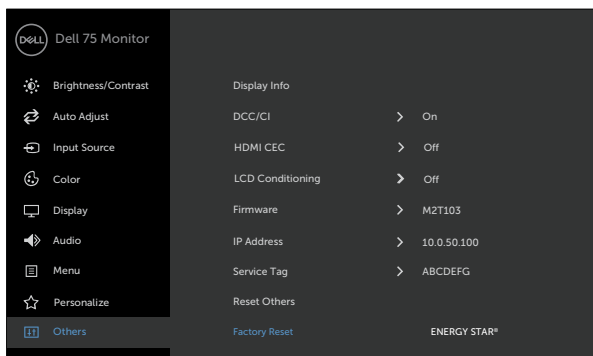 DELL Dell 75 Monitor
Brightness/Contrast Display Info
Auto Adjust DCC/CI > On
Input Source HDMI CEC > Off
Color LCD Conditioning > Off
Display Firmware > M2T103
Audio IP Address > 10.0.50.100
Menu Service Tag > ABCDEFG
Personalize Reset Others
Others Factory Reset ENERGY STAR®